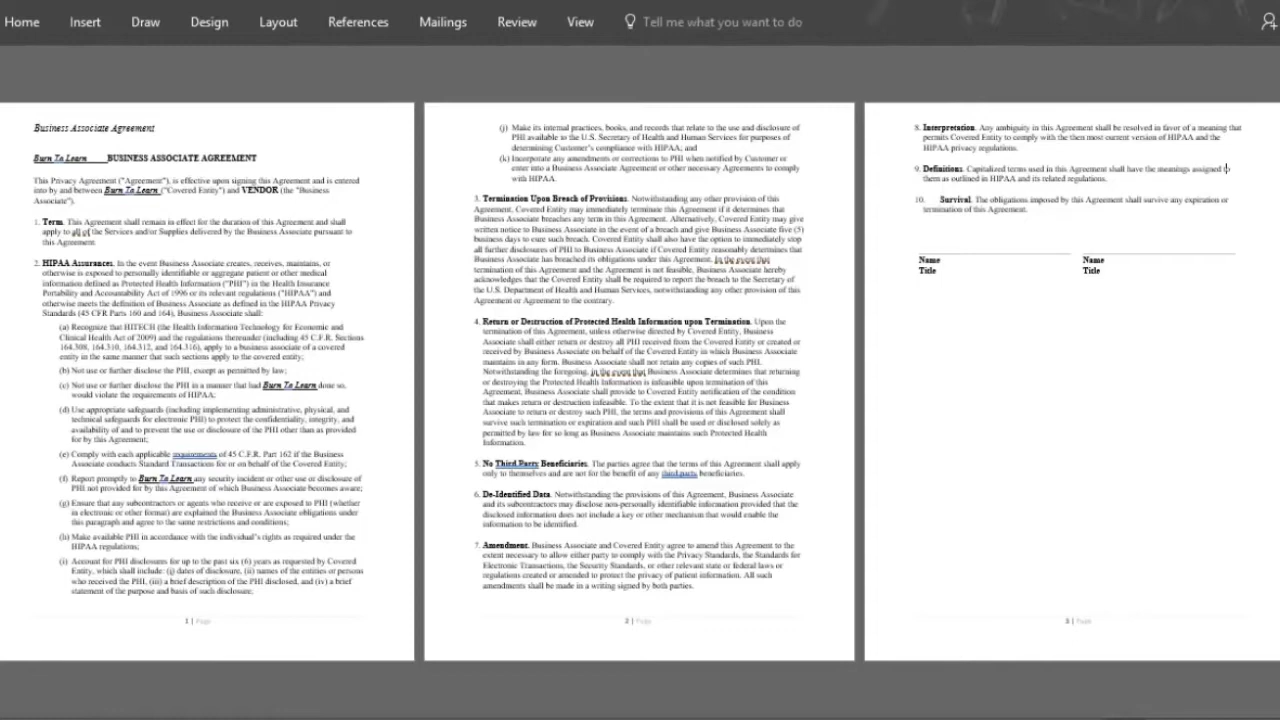 Home Insert Draw Design Layout References Mailings Review View Tell me what you want to do
Business Associate Agreement
Burn To Learn BUSINESS ASSOCIATE AGREEMENT
This Privacy Agreement ("Agreement"), is effective upon signing this Agreement and is entered
into by and between Burn To Learn ("Covered Entity") and VENDOR (the "Business
Associate").
1. Term. This Agreement shall remain in effect for the duration of this Agreement and shall
apply to all of the Services and/or Supplies delivered by the Business Associate pursuant to
this Agreement.
2. HIPAA Assurances. In the event Business Associate creates, receives, maintains, or
otherwise is exposed to personally identifiable or aggregate patient or other medical
information defined as Protected Health Information ("PHI") in the Health Insurance
Portability and Accountability Act of 1996 or its relevant regulations ("HIPAA") and
otherwise meets the definition of Business Associate as defined in the HIPAA Privacy
Standards (45 CFR Parts 160 and 164), Business Associate shall:
(a) Recognize that HITECH (the Health Information Technology for Economic and
Clinical Health Act of 2009) and the regulations thereunder (including 45 C.F.R. Sections
164.308, 164.310, 164.312, and 164.316), apply to a business associate of a covered
entity in the same manner that such sections apply to the covered entity;
(b) Not use or further disclose the PHI, except as permitted by law;
(c) Not use or further disclose the PHI in a manner that had Burn To Learn done so,
would violate the requirements of HIPAA;
(d) Use appropriate safeguards (including implementing administrative, physical, and
technical safeguards for electronic PHI) to protect the confidentiality, integrity, and
availability of and to prevent the use or disclosure of the PHI other than as provided
for by this Agreement;
(e) Comply with each applicable requirements of 45 C.F.R. Part 162 if the Business
Associate conducts Standard Transactions for or on behalf of the Covered Entity;
(f) Report promptly to Burn To Learn any security incident or other use or disclosure of
PHI not provided for by this Agreement of which Business Associate becomes aware;
(g) Ensure that any subcontractors or agents who receive or are exposed to PHI (whether
in electronic or other format) are explained the Business Associate obligations under
this paragraph and agree to the same restrictions and conditions;
(h) Make available PHI in accordance with the individual's rights as required under the
HIPAA regulations;
(i) Account for PHI disclosures for up to the past six (6) years as requested by Covered
Entity, which shall include: (i) dates of disclosure, (ii) names of the entities or persons
who received the PHI, (iii) a brief description of the PHI disclosed, and (iv) a brief
statement of the purpose and basis of such disclosure;
1 | Page
(j) Make its internal practices, books, and records that relate to the use and disclosure of
PHI available to the U.S. Secretary of Health and Human Services for purposes of
determining Customer's compliance with HIPAA; and
(k) Incorporate any amendments or corrections to PHI when notified by Customer or
enter into a Business Associate Agreement or other necessary Agreements to comply
with HIPAA.
3. Termination Upon Breach of Provisions. Notwithstanding any other provision of this
Agreement, Covered Entity may immediately terminate this Agreement if it determines that
Business Associate breaches any term in this Agreement. Alternatively, Covered Entity may give
written notice to Business Associate in the event of a breach and give Business Associate five (5)
business days to cure such breach. Covered Entity shall also have the option to immediately stop
all further disclosures of PHI to Business Associate if Covered Entity reasonably determines that
Business Associate has breached its obligations under this Agreement. In the event that
termination of this Agreement and the Agreement is not feasible, Business Associate hereby
acknowledges that the Covered Entity shall be required to report the breach to the Secretary of
the U.S. Department of Health and Human Services, notwithstanding any other provision of this
Agreement or Agreement to the contrary.
4. Return or Destruction of Protected Health Information upon Termination. Upon the
termination of this Agreement, unless otherwise directed by Covered Entity, Business
Associate shall either return or destroy all PHI received from the Covered Entity or created or
received by Business Associate on behalf of the Covered Entity in which Business Associate
maintains in any form. Business Associate shall not retain any copies of such PHI.
Notwithstanding the foregoing, in the event that Business Associate determines that returning
or destroying the Protected Health Information is infeasible upon termination of this
Agreement, Business Associate shall provide to Covered Entity notification of the condition
that makes return or destruction infeasible. To the extent that it is not feasible for Business
Associate to return or destroy such PHI, the terms and provisions of this Agreement shall
survive such termination or expiration and such PHI shall be used or disclosed solely as
permitted by law for so long as Business Associate maintains such Protected Health
Information.
5. No Third Party Beneficiaries. The parties agree that the terms of this Agreement shall apply
only to themselves and are not for the benefit of any third party beneficiaries.
6. De-Identified Data. Notwithstanding the provisions of this Agreement, Business Associate
and its subcontractors may disclose non-personally identifiable information provided that the
disclosed information does not include a key or other mechanism that would enable the
information to be identified.
7. Amendment. Business Associate and Covered Entity agree to amend this Agreement to the
extent necessary to allow either party to comply with the Privacy Standards, the Standards for
Electronic Transactions, the Security Standards, or other relevant state or federal laws or
regulations created or amended to protect the privacy of patient information. All such
amendments shall be made in a writing signed by both parties.
2 | Page
8. Interpretation. Any ambiguity in this Agreement shall be resolved in favor of a meaning that
permits Covered Entity to comply with the then most current version of HIPAA and the
HIPAA privacy regulations.
9. Definitions. Capitalized terms used in this Agreement shall have the meanings assigned to
them as outlined in HIPAA and its related regulations.
10. Survival. The obligations imposed by this Agreement shall survive any expiration or
termination of this Agreement.
Name Name
Title Title
3 | Page